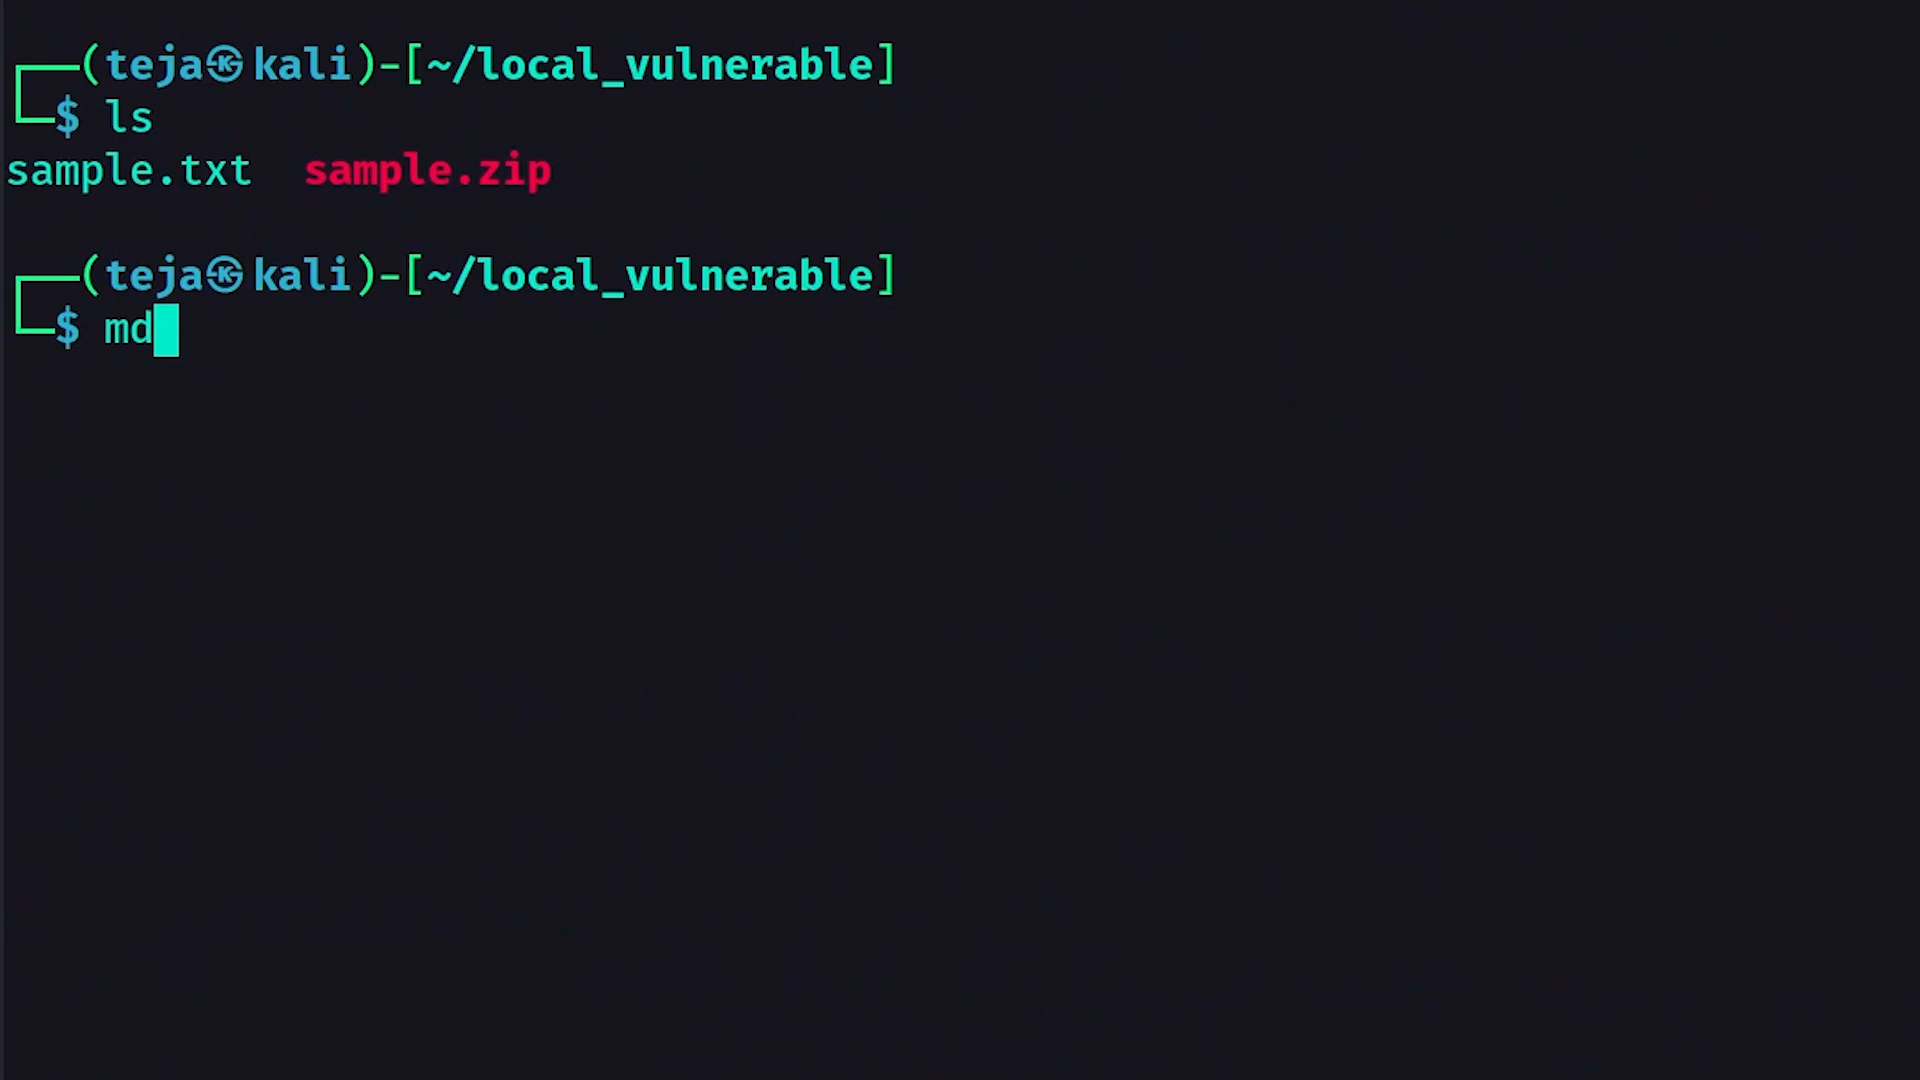 ┌──(teja㉿kali)-[~/local_vulnerable]
└─$ ls
sample.txt  sample.zip
┌──(teja㉿kali)-[~/local_vulnerable]
└─$ md